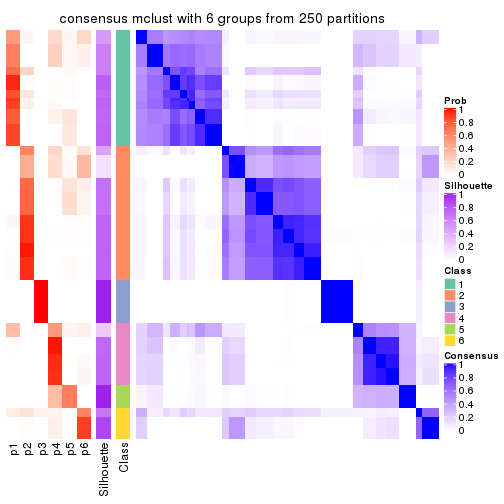 consensus mclust with 6 groups from 250 partitions
Prob
1
0.8
0.6
0.4
0.2
0
Silhouette
1
0.8
0.6
0.4
0.2
0
Class
1
2
3
4
5
6
Consensus
1
0.8
0.6
0.4
0.2
0
p1
p2
p3
p4
p5
p6
Silhouette
Class